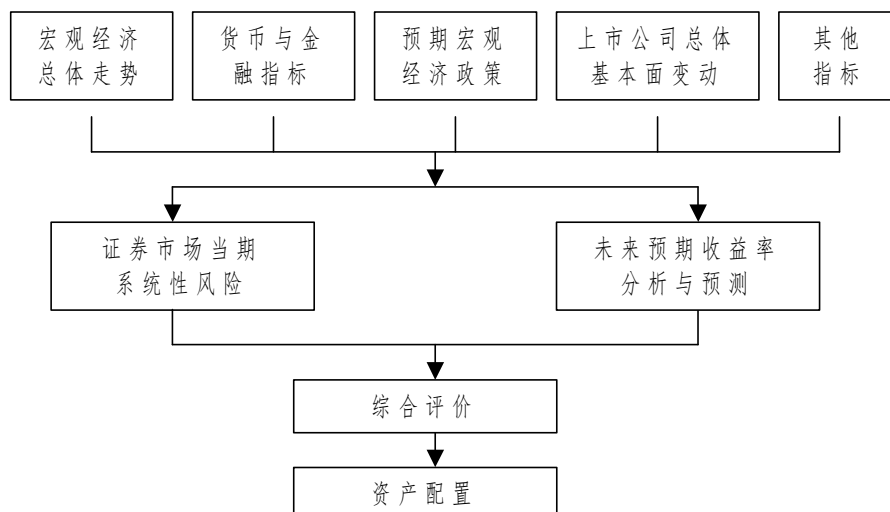 宏观经济
总体走势
货币与金
融指标
预期宏观
经济政策
上市公司总体
基本面变动
其他
指标
证券市场当期
系统性风险
未来预期收益率
分析与预测
综合评价
资产配置